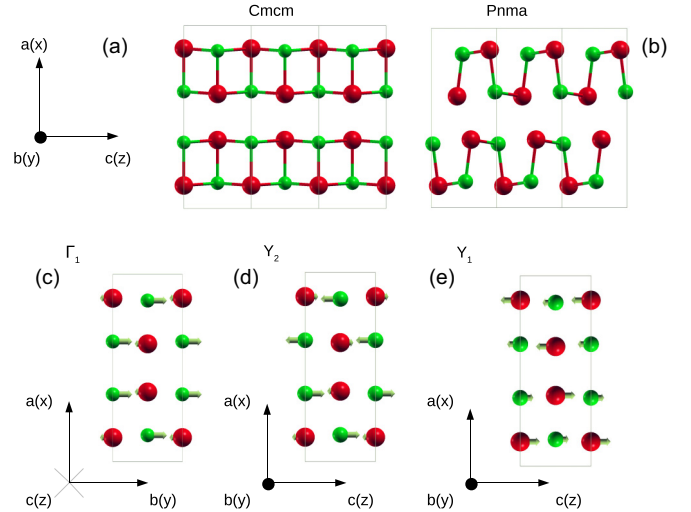 Cmcm Pnma
(a) (b)
a(x)
b(y) c(z)
Γ1 Y2 Y1
(c) (d) (e)
a(x) a(x) a(x)
c(z) b(y) b(y) c(z) b(y) c(z)